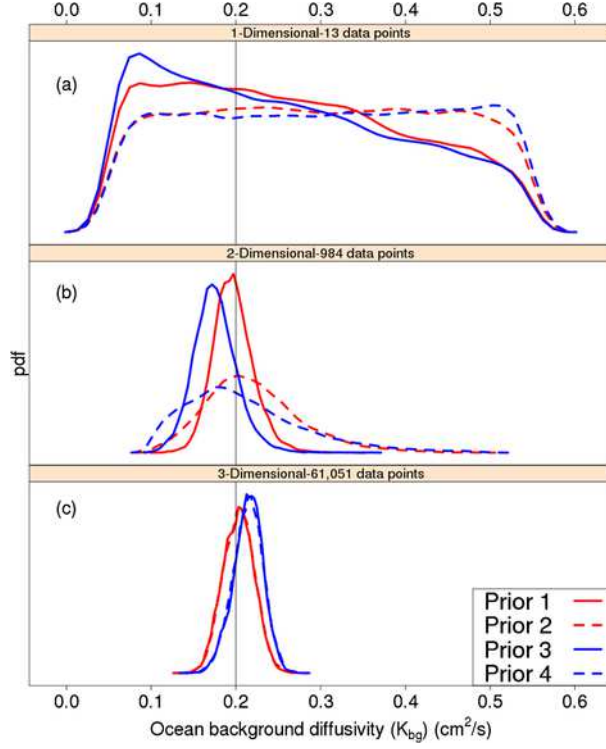 0.0 0.1 0.2 0.3 0.4 0.5 0.6
1-Dimensional-13 data points
(a)
2-Dimensional-984 data points
(b)
pdf
3-Dimensional-61,051 data points
(c)
Prior 1
Prior 2
Prior 3
Prior 4
0.0 0.1 0.2 0.3 0.4 0.5 0.6
Ocean background diffusivity (Kbg) (cm²/s)